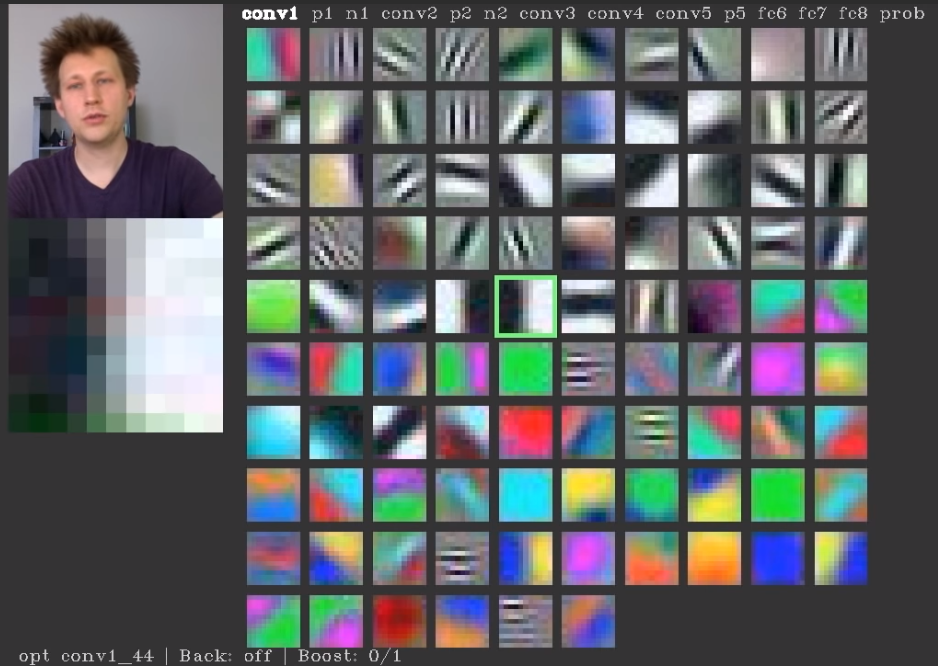 conv1 p1 n1 conv2 p2 n2 conv3 conv4 conv5 p5 fc6 fc7 fc8 prob
opt conv1_44 | Back: off | Boost: 0/1